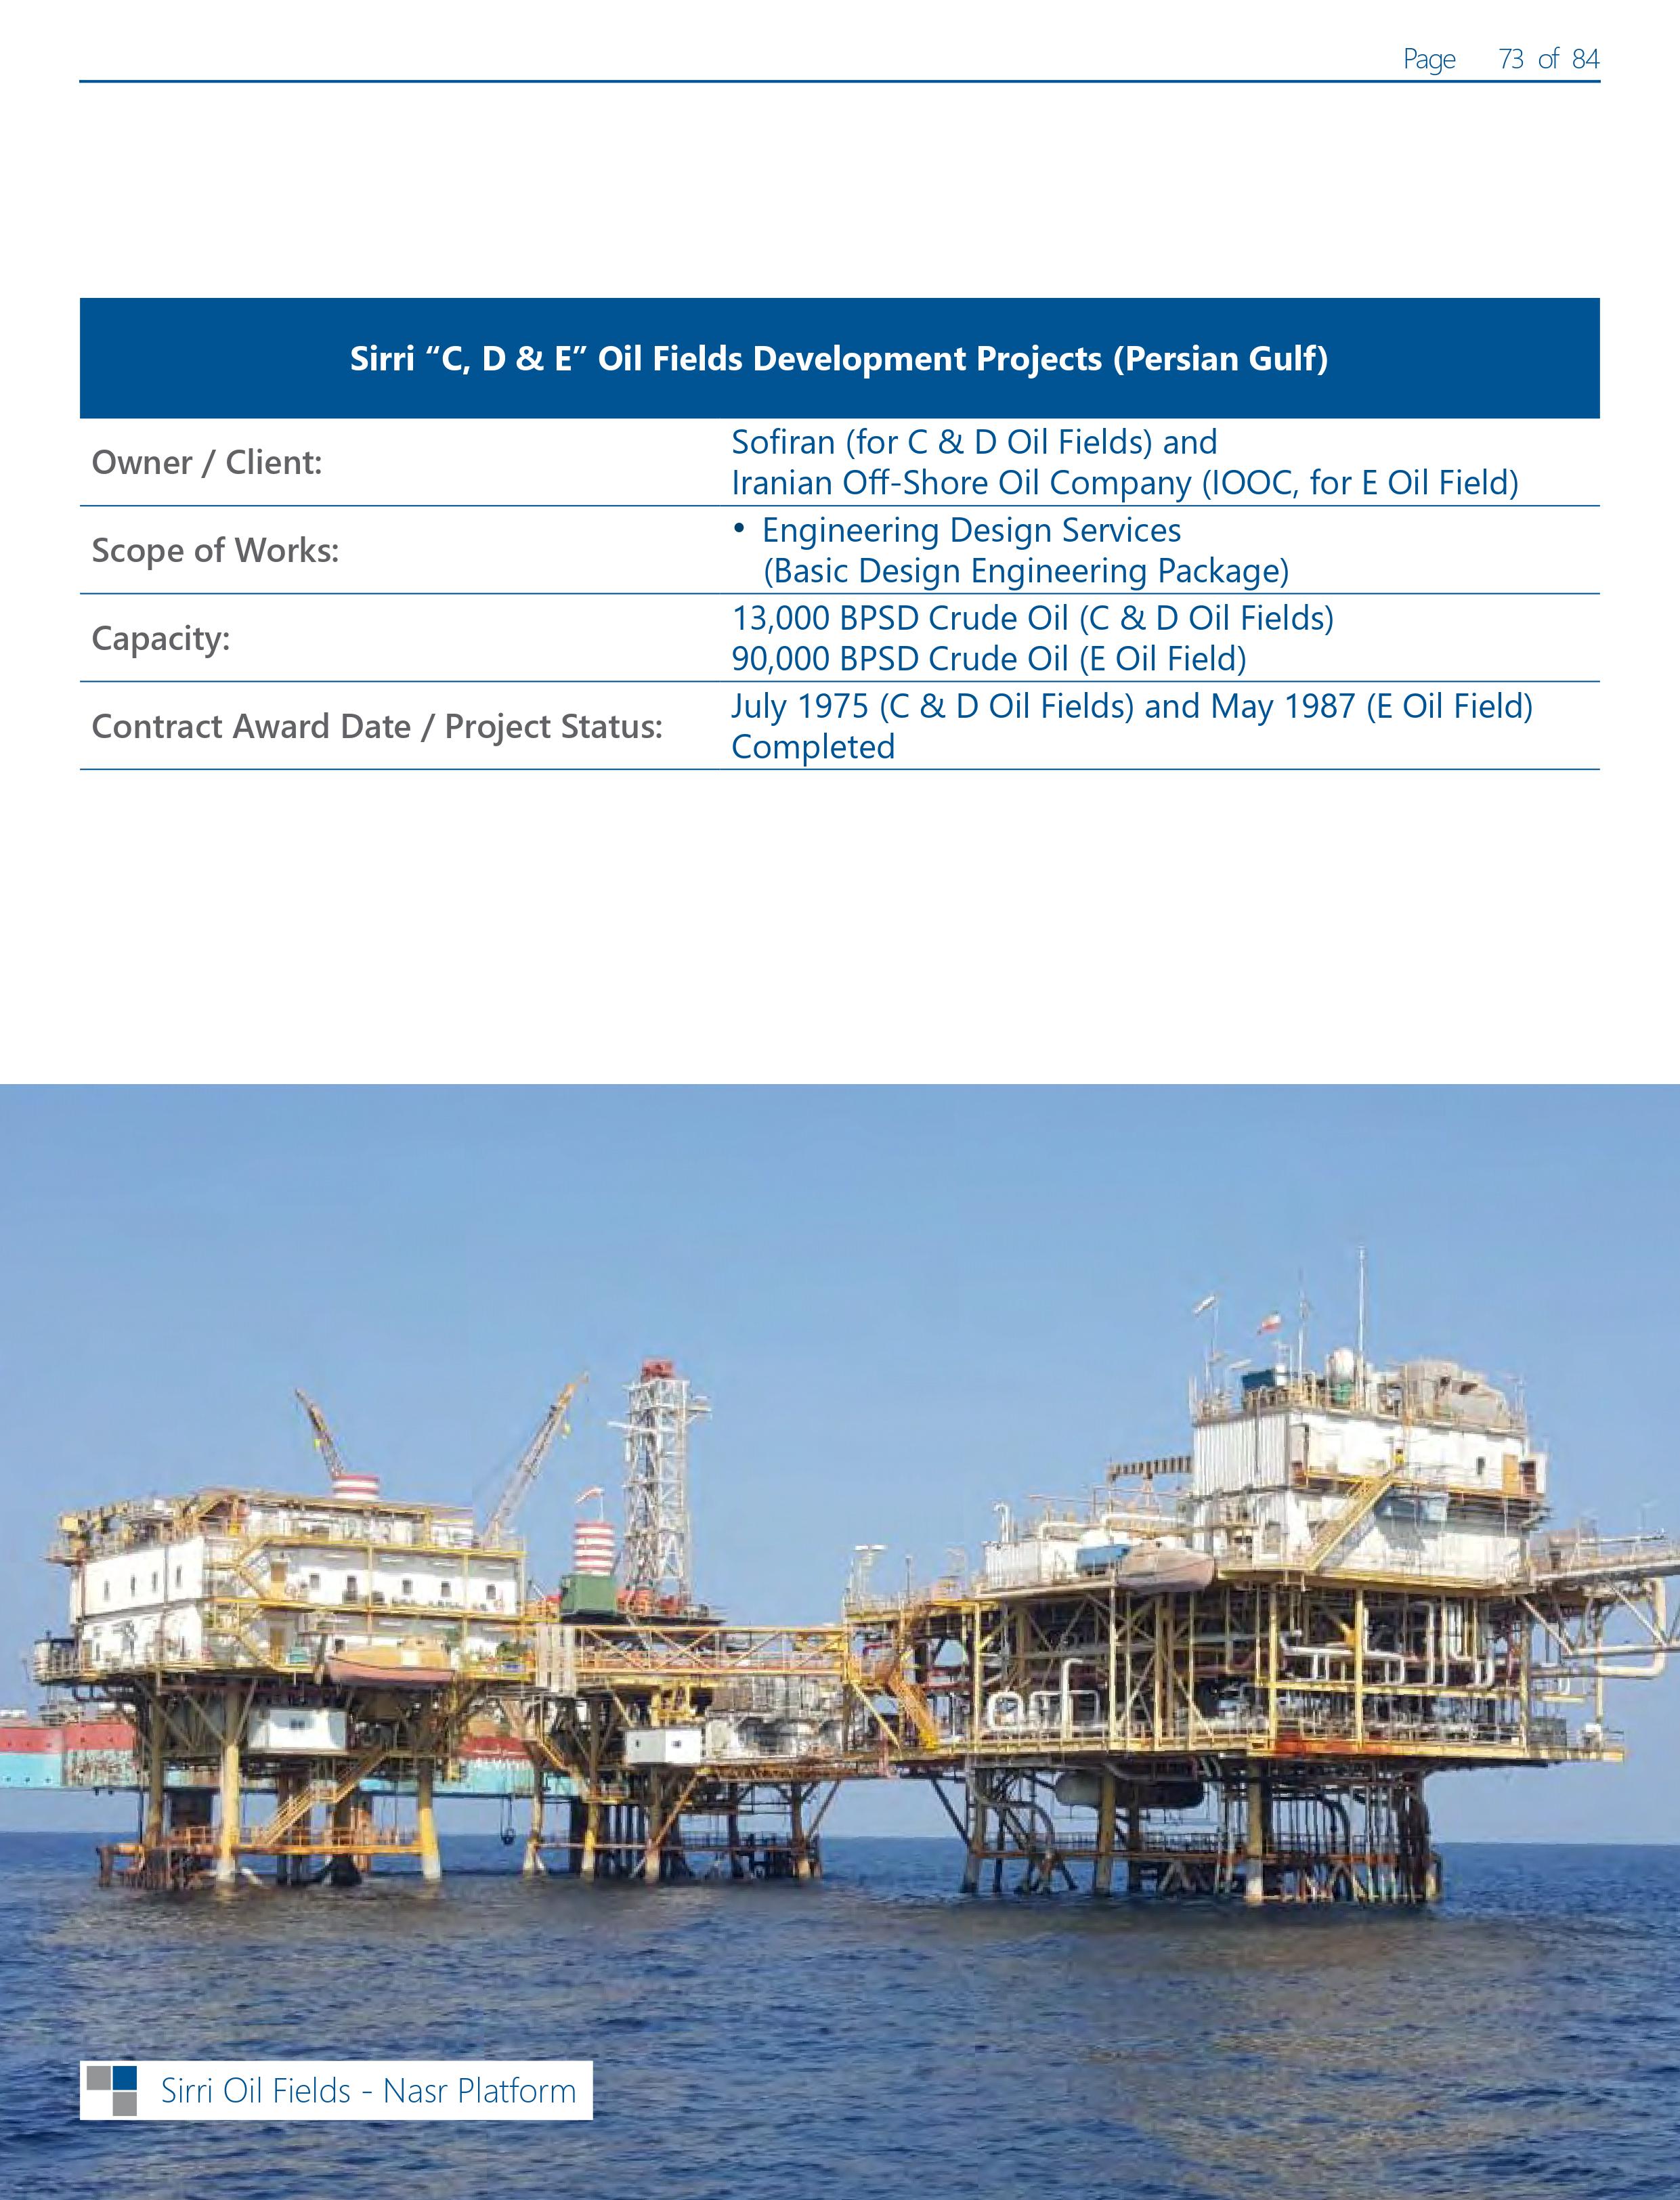 Page 73 of 84
Sirri “C, D & E” Oil Fields Development Projects (Persian Gulf)
Owner / Client:
Sofiran (for C & D Oil Fields) and
Iranian Off-Shore Oil Company (IOOC, for E Oil Field)
Scope of Works:
• Engineering Design Services
(Basic Design Engineering Package)
Capacity:
13,000 BPSD Crude Oil (C & D Oil Fields)
90,000 BPSD Crude Oil (E Oil Field)
Contract Award Date / Project Status:
July 1975 (C & D Oil Fields) and May 1987 (E Oil Field)
Completed
Sirri Oil Fields - Nasr Platform